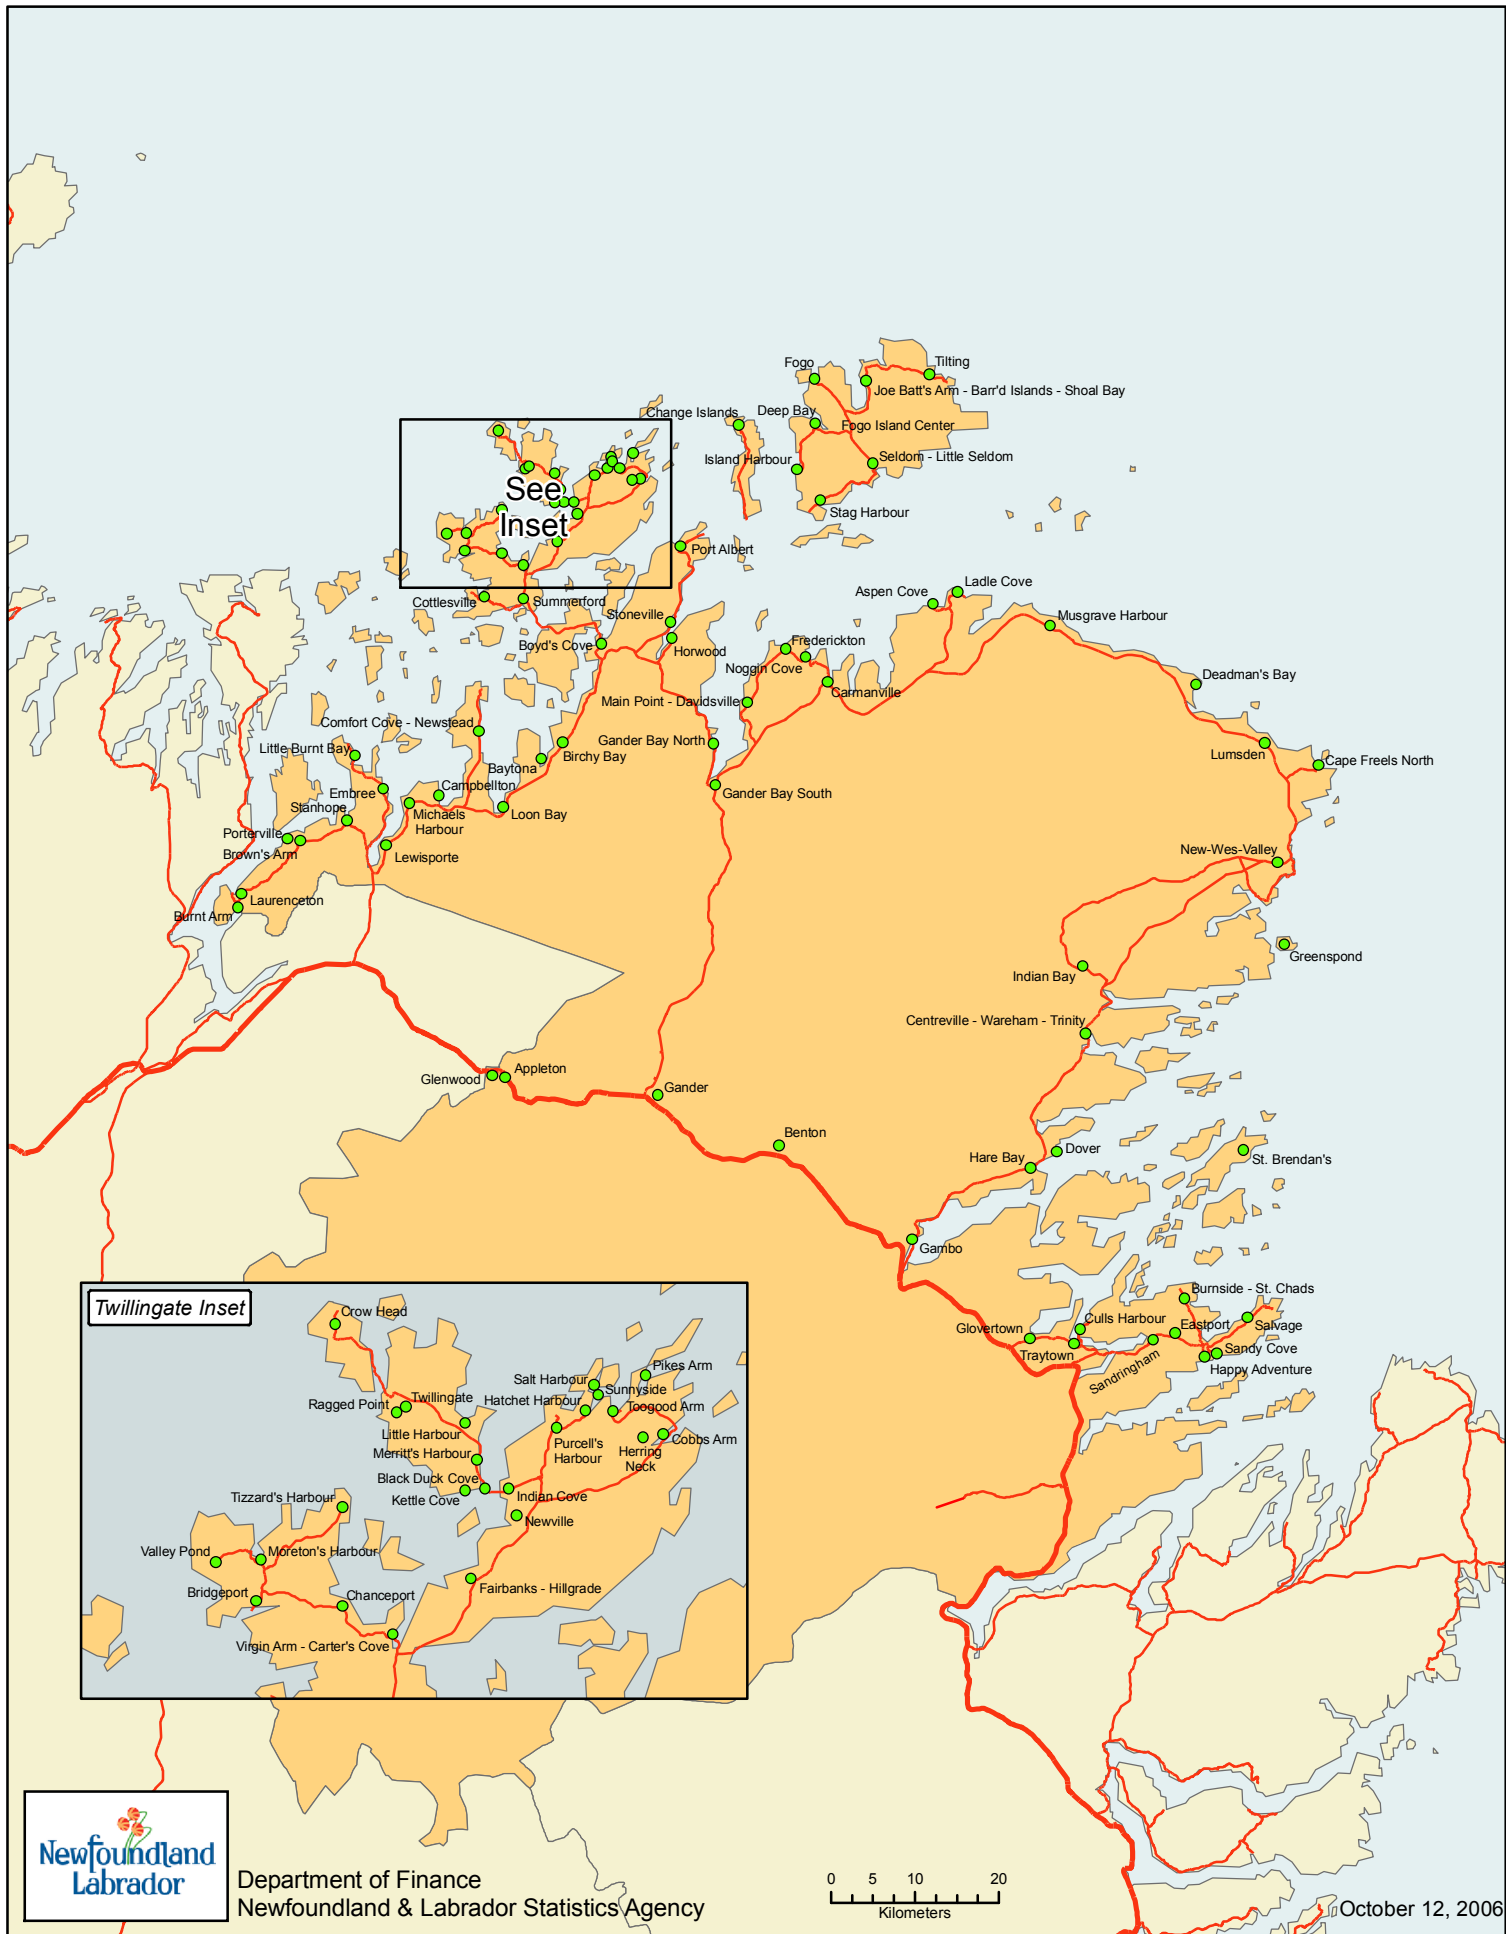 Fogo
Tilting
Joe Batt's Arm - Barr'd Islands - Shoal Bay
Change Islands
Deep Bay
Fogo Island Center
Island Harbour
Seldom - Little Seldom
Stag Harbour
See
Inset
Port Albert
Cottlesville
Summerford
Stoneville
Aspen Cove
Ladle Cove
Musgrave Harbour
Boyd's Cove
Horwood
Frederickton
Noggin Cove
Carmanville
Deadman's Bay
Main Point - Davidsville
Comfort Cove - Newstead
Little Burnt Bay
Gander Bay North
Birchy Bay
Baytona
Lumsden
Cape Freels North
Embree
Campbellton
Gander Bay South
Stanhope
Michaels
Harbour
Loon Bay
Porterville
Brown's Arm
Lewisporte
New-Wes-Valley
Laurenceton
Burnt Arm
Greenspond
Indian Bay
Centreville - Wareham - Trinity
Glenwood
Appleton
Gander
Benton
Hare Bay
Dover
St. Brendan's
Gambo
Burnside - St. Chads
Glovertown
Culls Harbour
Eastport
Salvage
Traytown
Sandringham
Sandy Cove
Happy Adventure
Twillingate Inset
Crow Head
Pikes Arm
Salt Harbour
Sunnyside
Ragged Point
Twillingate
Hatchet Harbour
Toogood Arm
Little Harbour
Purcell's
Harbour
Herring
Neck
Cobbs Arm
Merritt's Harbour
Black Duck Cove
Kettle Cove
Indian Cove
Tizzard's Harbour
Newville
Valley Pond
Moreton's Harbour
Bridgeport
Chanceport
Fairbanks - Hillgrade
Virgin Arm - Carter's Cove
Newfoundland
Labrador
Department of Finance
Newfoundland & Labrador Statistics Agency
0 5 10 20
Kilometers
October 12, 2006